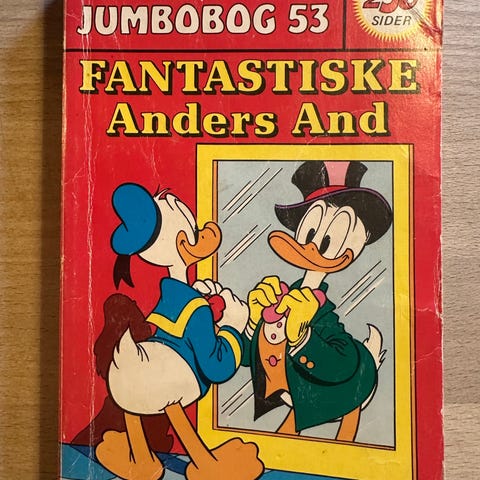 JUMBOBOG 53
SIDER
FANTASTISKE
Anders And